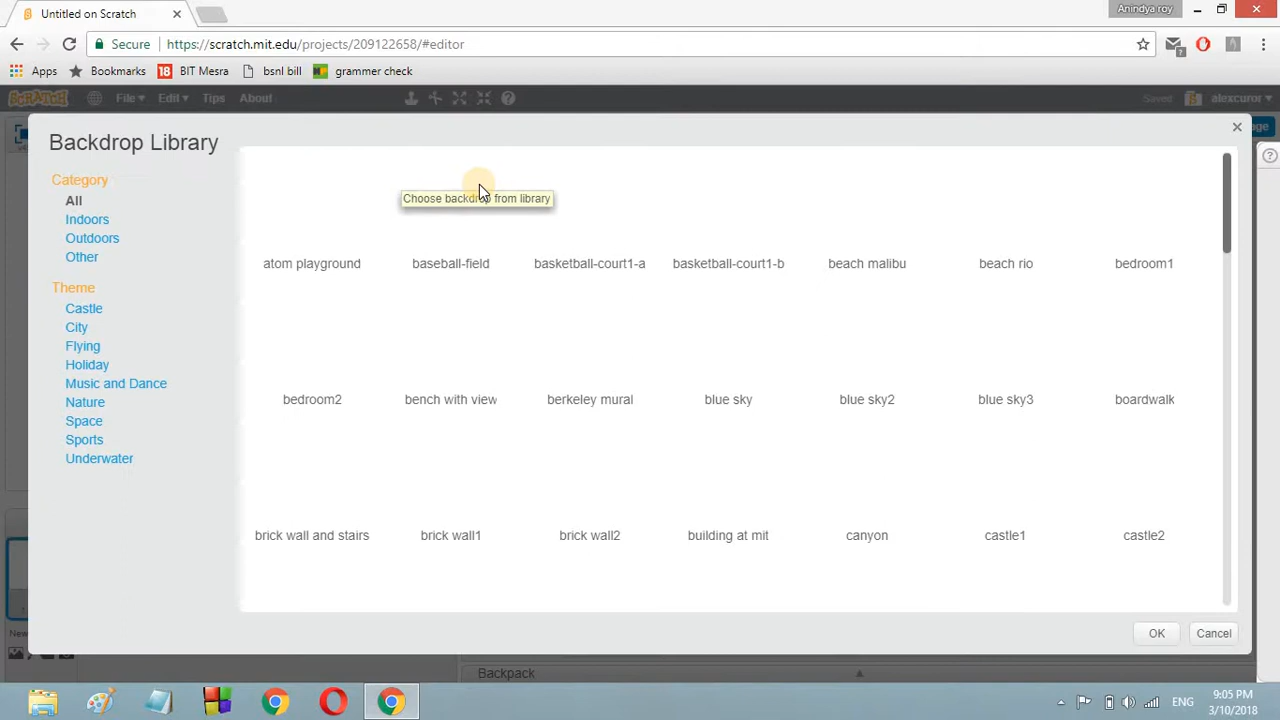 Untitled on Scratch
Anindya roy
Secure https://scratch.mit.edu/projects/209122658/#editor
Apps Bookmarks 18 BIT Mesra bsnl bill grammer check
SCRATCH File Edit Tips About Saved alexcuror
Backdrop Library
Category
All
Indoors
Outdoors
Other
Theme
Castle
City
Flying
Holiday
Music and Dance
Nature
Space
Sports
Underwater
Choose backdrop from library
atom playground baseball-field basketball-court1-a basketball-court1-b beach malibu beach rio bedroom1
bedroom2 bench with view berkeley mural blue sky blue sky2 blue sky3 boardwalk
brick wall and stairs brick wall1 brick wall2 building at mit canyon castle1 castle2
OK Cancel
New
Backpack
ENG
9:05 PM
3/10/2018